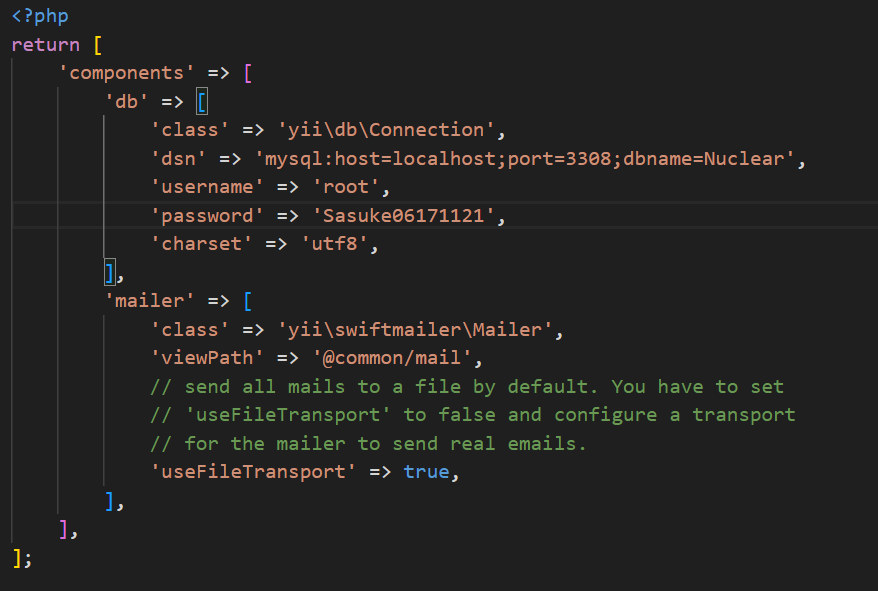 <?php
return [
    'components' => [
        'db' => [
            'class' => 'yii\db\Connection',
            'dsn' => 'mysql:host=localhost;port=3308;dbname=Nuclear',
            'username' => 'root',
            'password' => 'Sasuke06171121',
            'charset' => 'utf8',
        ],
        'mailer' => [
            'class' => 'yii\swiftmailer\Mailer',
            'viewPath' => '@common/mail',
            // send all mails to a file by default. You have to set
            // 'useFileTransport' to false and configure a transport
            // for the mailer to send real emails.
            'useFileTransport' => true,
        ],
    ],
];